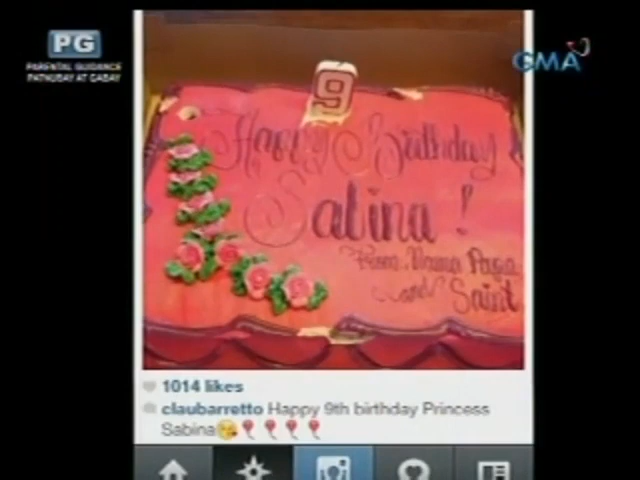 PG
PARENTAL GUIDANCE
PATNUBAY AT GABAY
GMA
9
Happy Birthday
Sabina!
From: Mama Papa
and Saint
1014 likes
claubarretto Happy 9th birthday Princess
Sabina😘🎈🎈🎈🎈